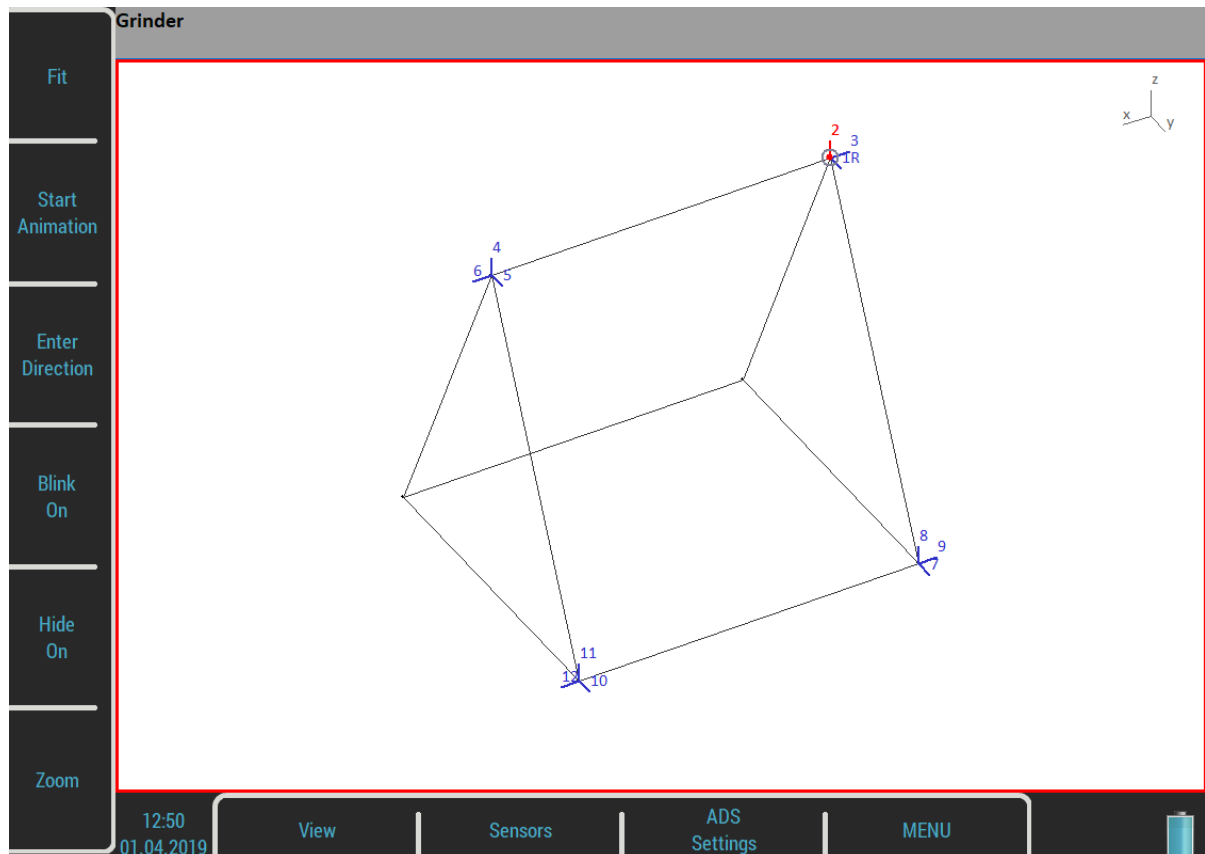 Grinder
Fit
Start
Animation
Enter
Direction
Blink
On
Hide
On
Zoom
z
x
y
2
3
1R
4
6
5
8
9
7
11
12
10
12:50
01.04.2019
View
Sensors
ADS
Settings
MENU